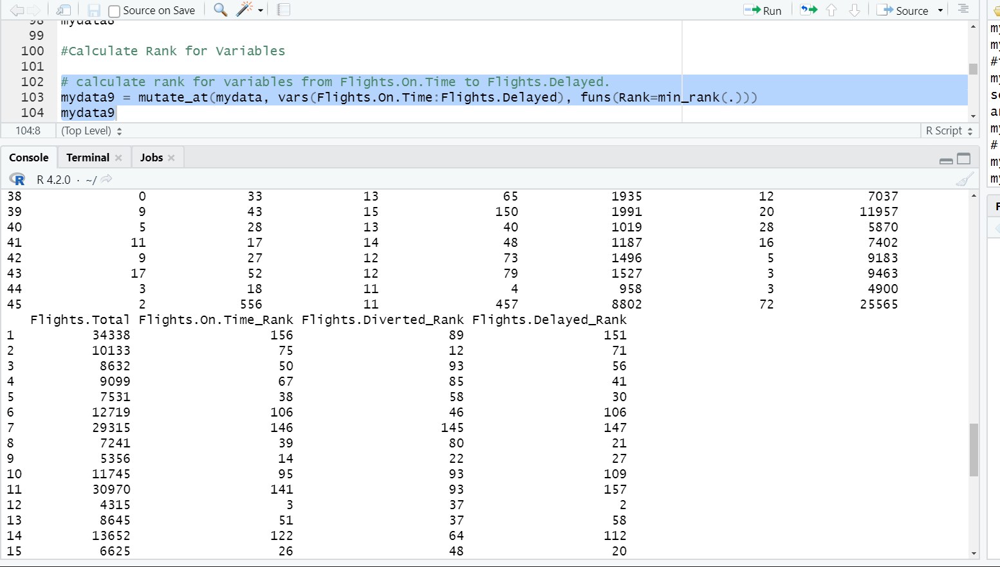 Source on Save Run Source
98 mydata8
99
100 #Calculate Rank for Variables
101
102 # calculate rank for variables from Flights.On.Time to Flights.Delayed.
103 mydata9 = mutate_at(mydata, vars(Flights.On.Time:Flights.Delayed), funs(Rank=min_rank(.)))
104 mydata9
104:8 (Top Level) R Script
Console Terminal Jobs
R 4.2.0 · ~/
38 0 33 13 65 1935 12 7037
39 9 43 15 150 1991 20 11957
40 5 28 13 40 1019 28 5870
41 11 17 14 48 1187 16 7402
42 9 27 12 73 1496 5 9183
43 17 52 12 79 1527 3 9463
44 3 18 11 4 958 3 4900
45 2 556 11 457 8802 72 25565
Flights.Total Flights.On.Time_Rank Flights.Diverted_Rank Flights.Delayed_Rank
1 34338 156 89 151
2 10133 75 12 71
3 8632 50 93 56
4 9099 67 85 41
5 7531 38 58 30
6 12719 106 46 106
7 29315 146 145 147
8 7241 39 80 21
9 5356 14 22 27
10 11745 95 93 109
11 30970 141 93 157
12 4315 3 37 2
13 8645 51 37 58
14 13652 122 64 112
15 6625 26 48 20